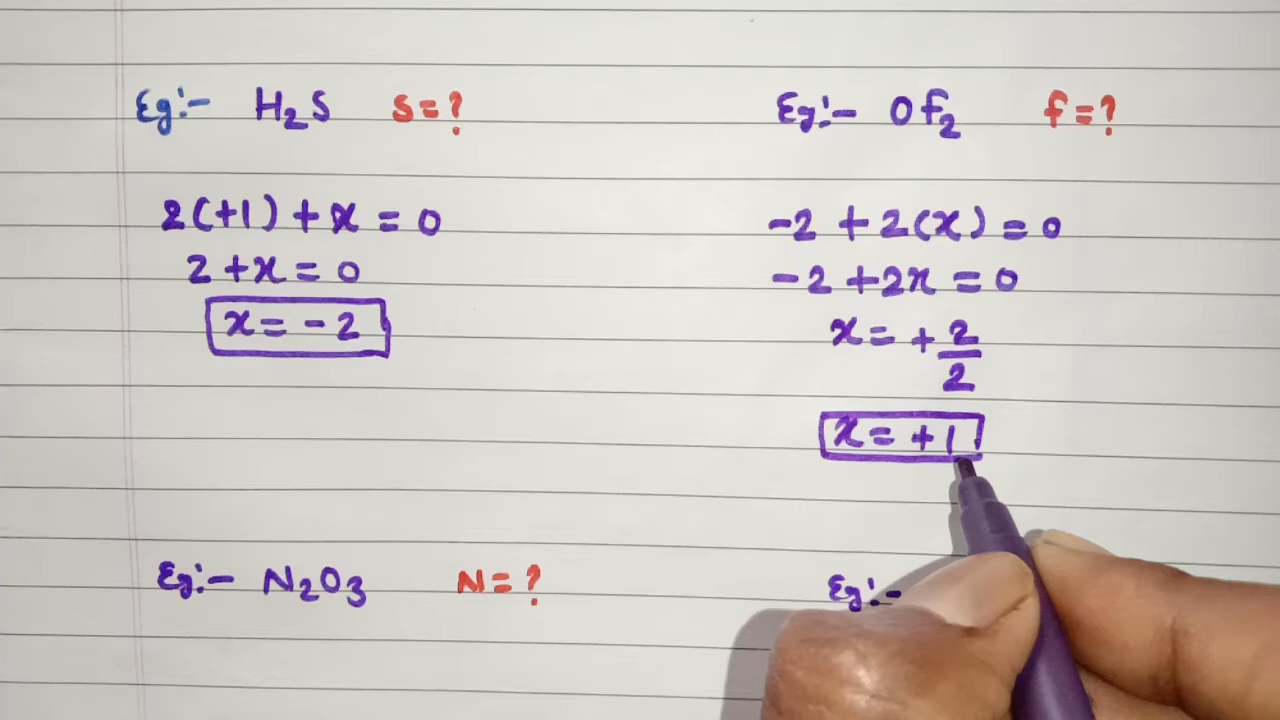 Eg:- H₂S S=?
2(+1) + x = 0
2 + x = 0
x = -2
Eg:- Of₂ f=?
-2 + 2(x) = 0
-2 + 2x = 0
x = + 2/2
x = +1
Eg:- N₂O₃ N=?
Eg:-